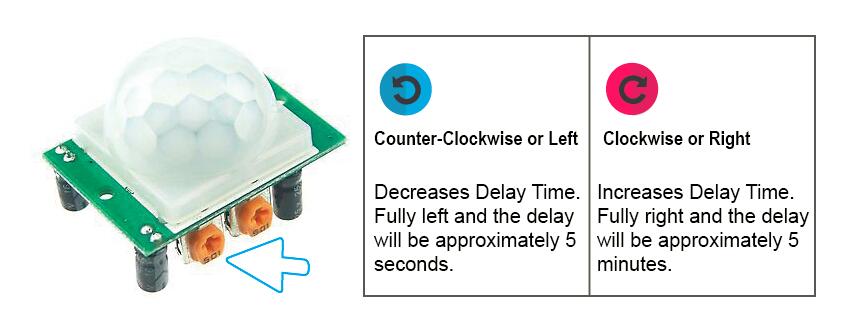 Counter-Clockwise or Left
Decreases Delay Time.
Fully left and the delay
will be approximately 5
seconds.
Clockwise or Right
Increases Delay Time.
Fully right and the delay
will be approximately 5
minutes.